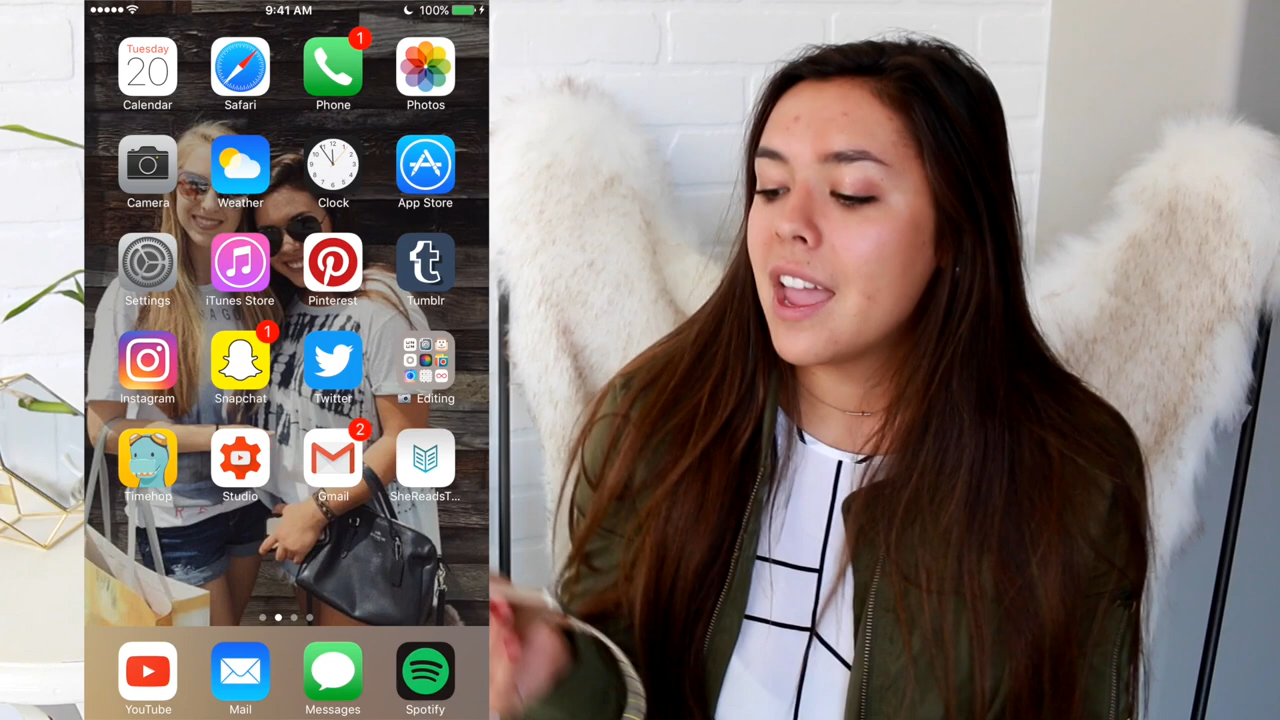 9:41 AM
100%
Tuesday
20
Calendar
Safari
1
Phone
Photos
Camera
Weather
12
Clock
App Store
Settings
iTunes Store
Pinterest
Tumblr
Instagram
1
Snapchat
Twitter
Editing
Timehop
Studio
2
Gmail
SheReadsT...
YouTube
Mail
Messages
Spotify